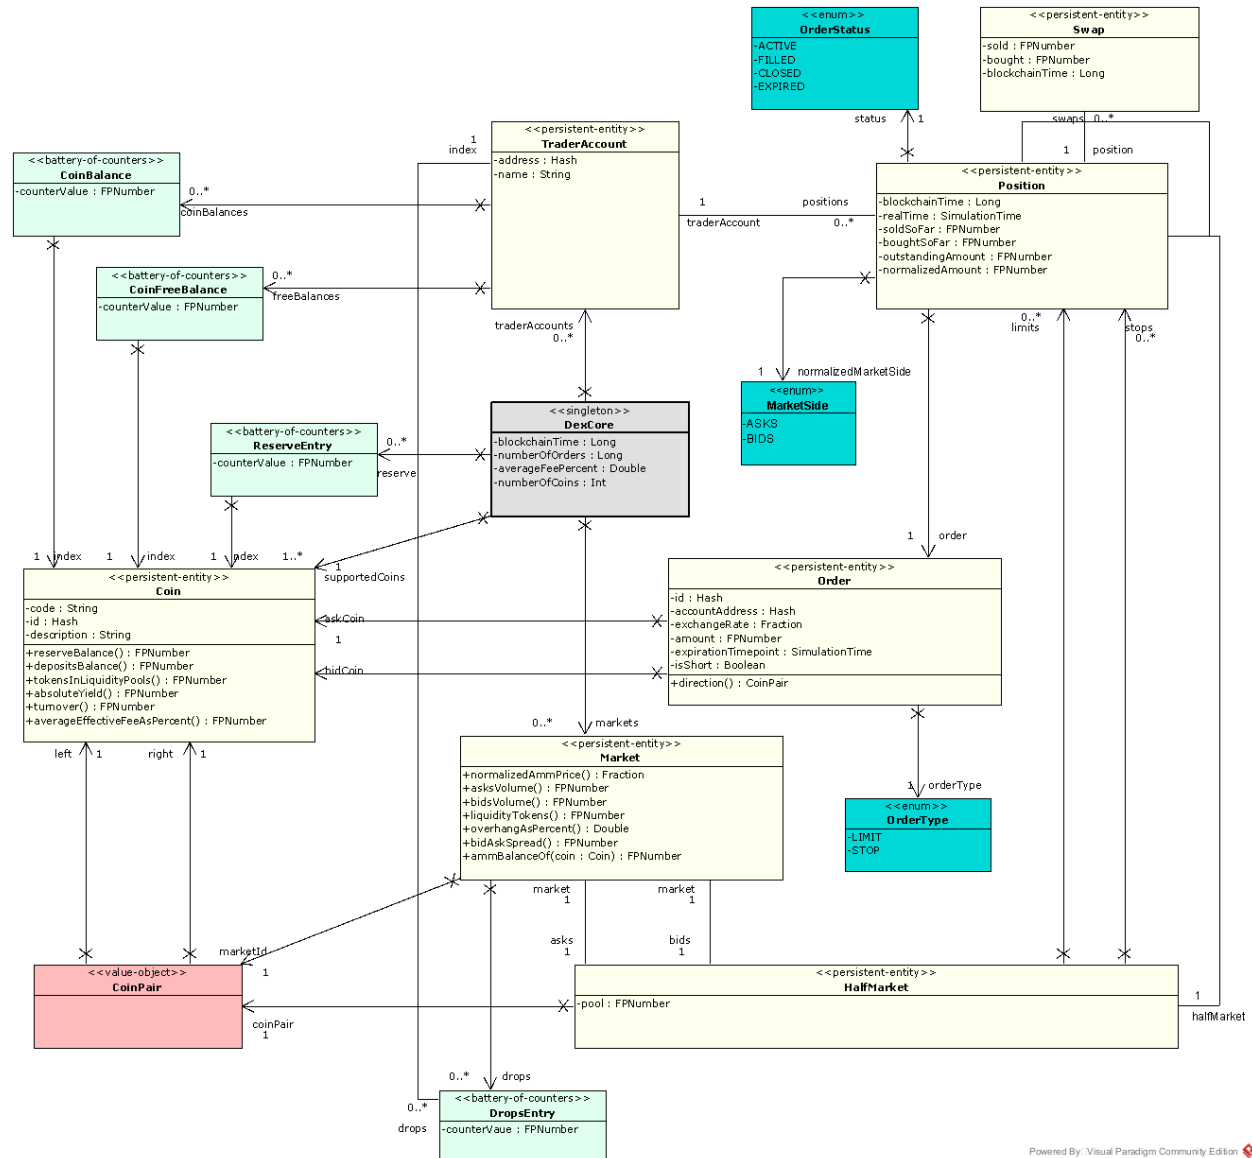 <<enum>>
OrderStatus
-ACTIVE
-FILLED
-CLOSED
-EXPIRED
<<persistent-entity>>
Swap
-sold : FPNumber
-bought : FPNumber
-blockchainTime : Long
status
1
swaps
0..*
1
position
<<persistent-entity>>
TraderAccount
-address : Hash
-name : String
1
index
<<battery-of-counters>>
CoinBalance
-counterValue : FPNumber
0..*
coinBalances
<<persistent-entity>>
Position
-blockchainTime : Long
-realTime : SimulationTime
-soldSoFar : FPNumber
-boughtSoFar : FPNumber
-outstandingAmount : FPNumber
-normalizedAmount : FPNumber
1
traderAccount
positions
0..*
<<battery-of-counters>>
CoinFreeBalance
-counterValue : FPNumber
0..*
freeBalances
traderAccounts
0..*
0..*
limits
stops
0..*
1
normalizedMarketSide
<<enum>>
MarketSide
-ASKS
-BIDS
<<singleton>>
DexCore
-blockchainTime : Long
-numberOfOrders : Long
-averageFeePercent : Double
-numberOfCoins : Int
<<battery-of-counters>>
ReserveEntry
-counterValue : FPNumber
0..*
reserve
1
index
1
index
1
index
1..*
1
supportedCoins
1
order
<<persistent-entity>>
Coin
-code : String
-id : Hash
-description : String
+reserveBalance() : FPNumber
+depositsBalance() : FPNumber
+tokensInLiquidityPools() : FPNumber
+absoluteYield() : FPNumber
+turnover() : FPNumber
+averageEffectiveFeeAsPercent() : FPNumber
askCoin
1
bidCoin
<<persistent-entity>>
Order
-id : Hash
-accountAddress : Hash
-exchangeRate : Fraction
-amount : FPNumber
-expirationTimepoint : SimulationTime
-isShort : Boolean
+direction() : CoinPair
0..*
markets
left
1
right
1
<<persistent-entity>>
Market
+normalizedAmmPrice() : Fraction
+asksVolume() : FPNumber
+bidsVolume() : FPNumber
+liquidityTokens() : FPNumber
+overhangAsPercent() : Double
+bidAskSpread() : FPNumber
+ammBalanceOf(coin : Coin) : FPNumber
1
orderType
<<enum>>
OrderType
-LIMIT
-STOP
market
1
market
1
asks
1
bids
1
marketId
1
<<value-object>>
CoinPair
<<persistent-entity>>
HalfMarket
-pool : FPNumber
coinPair
1
1
halfMarket
0..*
drops
0..*
drops
<<battery-of-counters>>
DropsEntry
-counterVaue : FPNumber
Powered By Visual Paradigm Community Edition